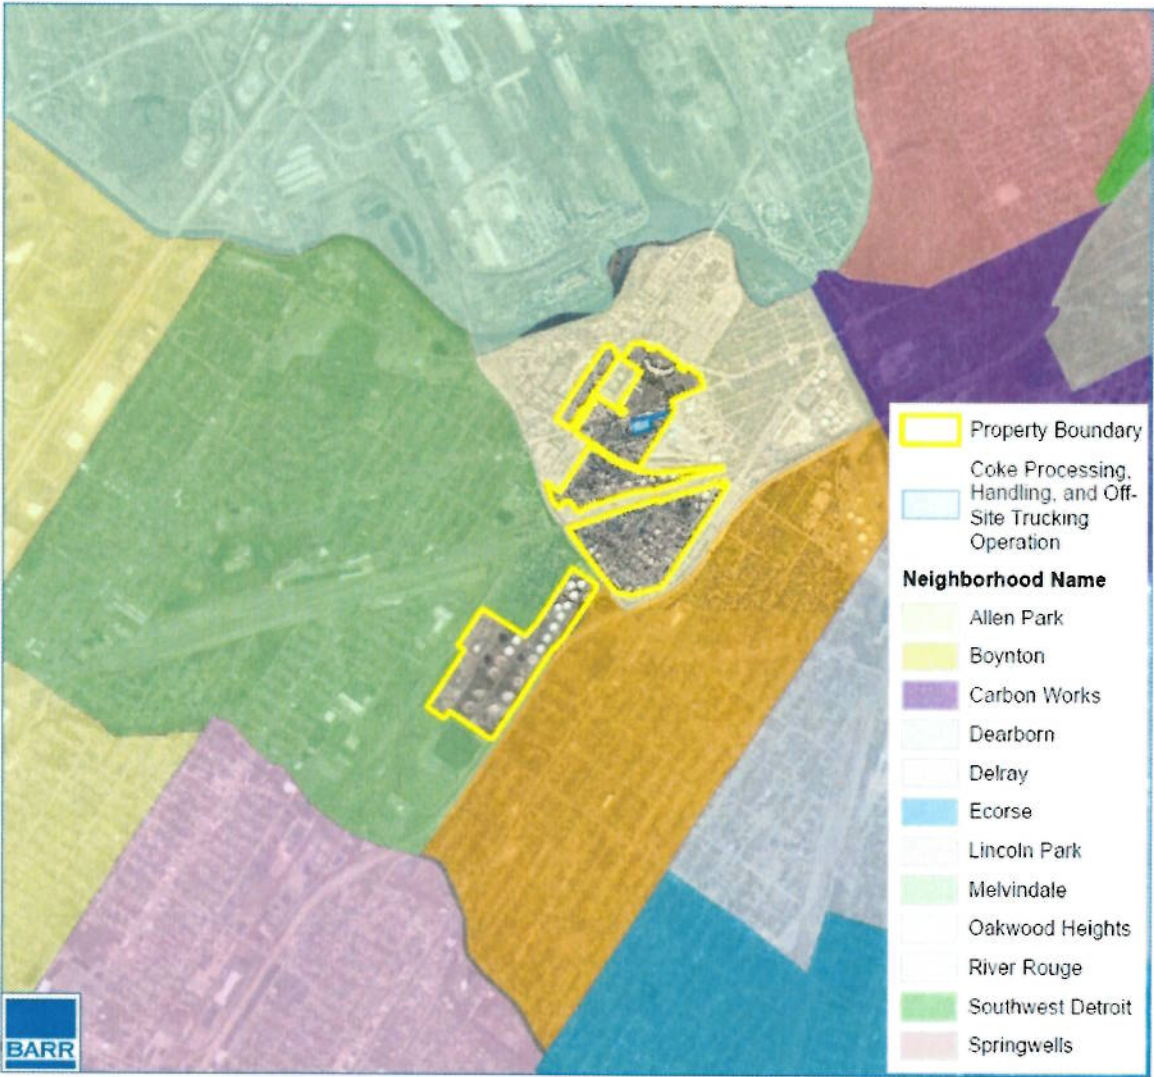 Property Boundary
Coke Processing,
Handling, and Off-
Site Trucking
Operation
Neighborhood Name
Allen Park
Boynton
Carbon Works
Dearborn
Delray
Ecorse
Lincoln Park
Melvindale
Oakwood Heights
River Rouge
Southwest Detroit
Springwells
BARR